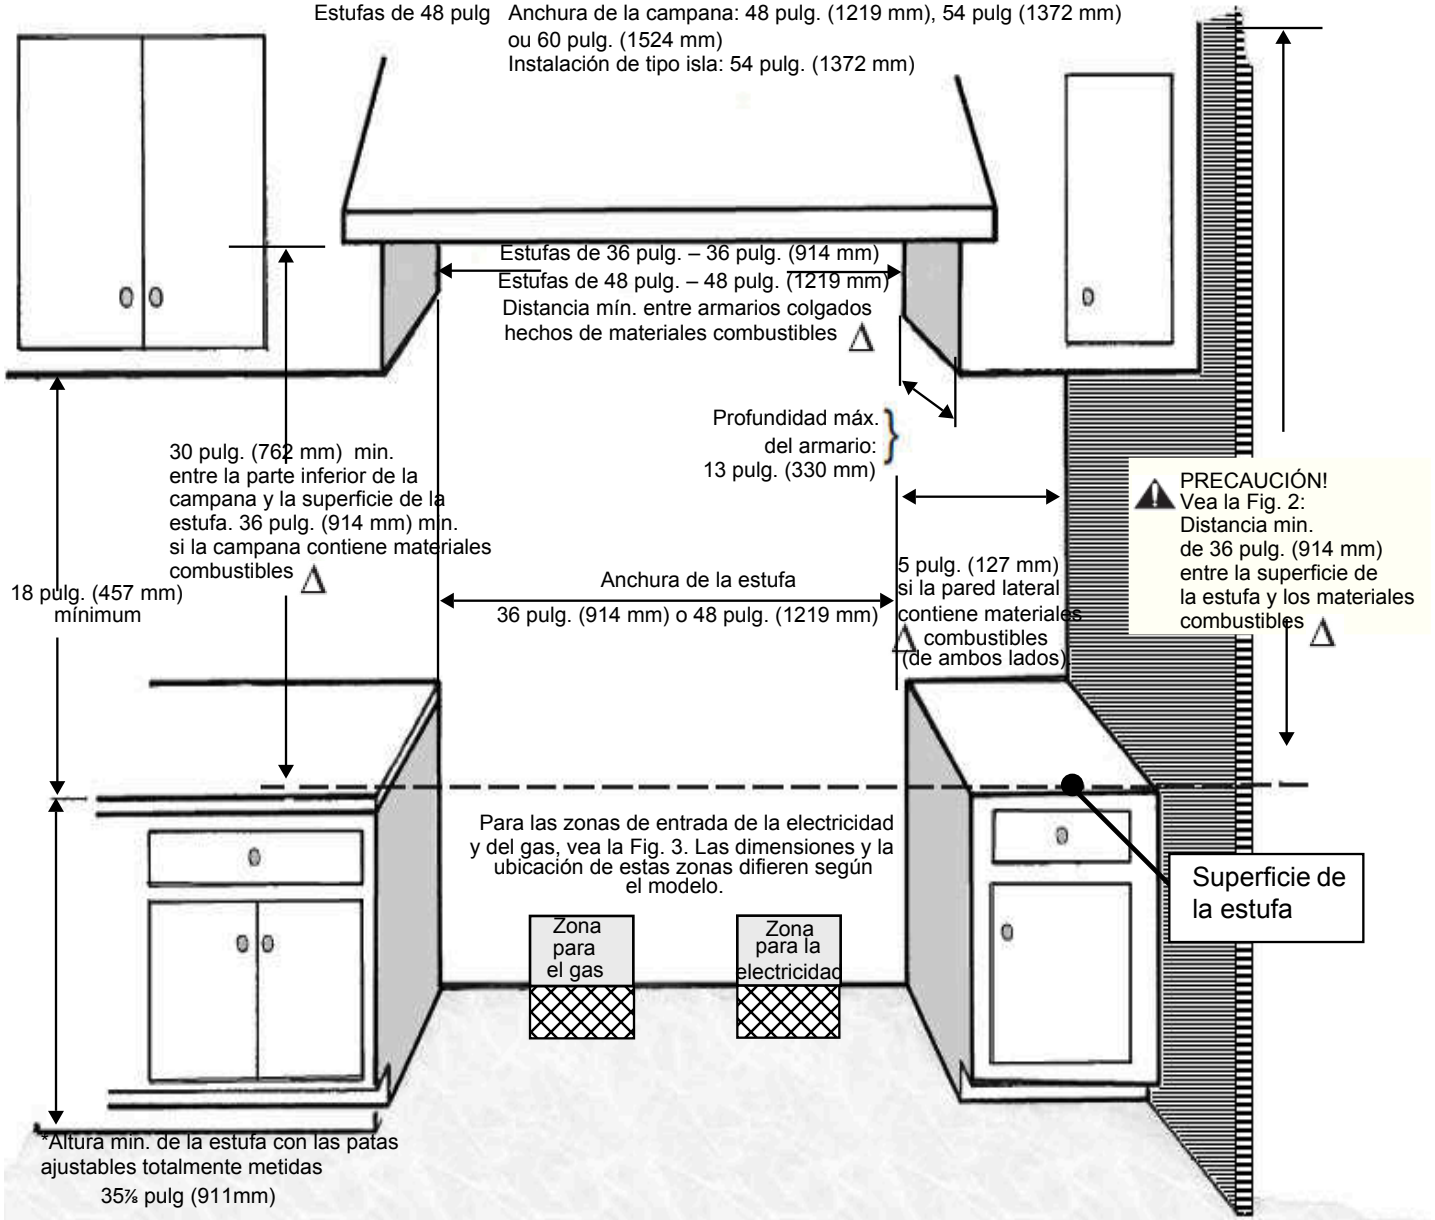 Estufas de 48 pulg Anchura de la campana: 48 pulg. (1219 mm), 54 pulg (1372 mm)
ou 60 pulg. (1524 mm)
Instalación de tipo isla: 54 pulg. (1372 mm)
Estufas de 36 pulg. – 36 pulg. (914 mm)
Estufas de 48 pulg. – 48 pulg. (1219 mm)
Distancia mín. entre armarios colgados
hechos de materiales combustibles
Profundidad máx.
del armario:
13 pulg. (330 mm)
30 pulg. (762 mm) min.
entre la parte inferior de la
campana y la superficie de la
estufa. 36 pulg. (914 mm) min.
si la campana contiene materiales
combustibles
PRECAUCIÓN!
Vea la Fig. 2:
Distancia min.
de 36 pulg. (914 mm)
entre la superficie de
la estufa y los materiales
combustibles
18 pulg. (457 mm)
mínimum
Anchura de la estufa
36 pulg. (914 mm) o 48 pulg. (1219 mm)
5 pulg. (127 mm)
si la pared lateral
contiene materiales
combustibles
(de ambos lados)
Para las zonas de entrada de la electricidad
y del gas, vea la Fig. 3. Las dimensiones y la
ubicación de estas zonas difieren según
el modelo.
Superficie de
la estufa
Zona
para
el gas
Zona
para la
electricidad
*Altura min. de la estufa con las patas
ajustables totalmente metidas
35⅞ pulg (911mm)